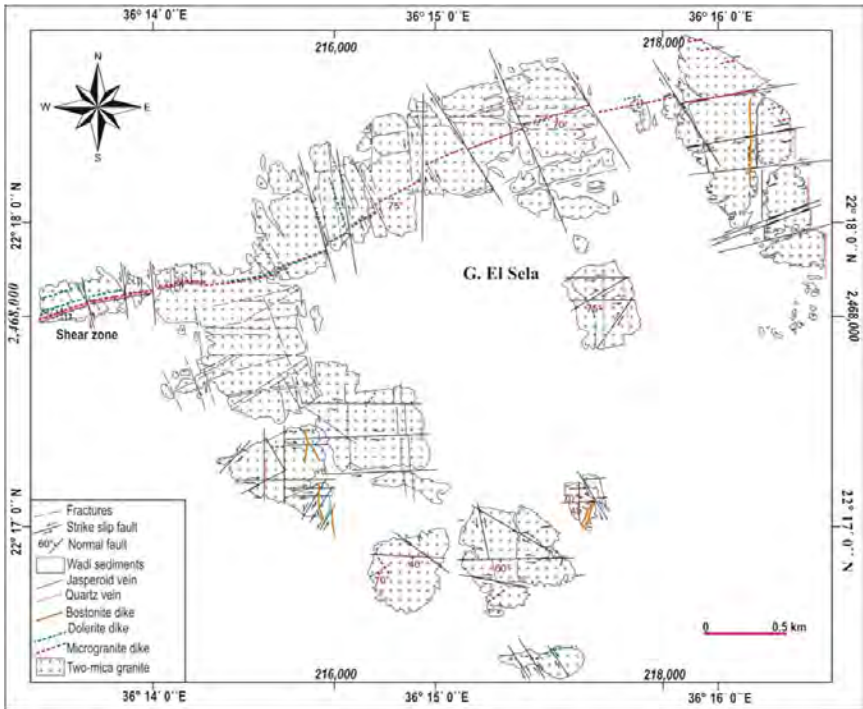 36° 14´ 0¨E
36° 15´ 0¨E
36° 16´ 0¨E
216,000
218,000
N
W
E
S
70°
75°
22° 18´ 0¨ N
22° 18´ 0¨ N
G. El Sela
2,468,000
2,468,000
75°
Shear zone
70°
22° 17´ 0¨ N
22° 17´ 0¨ N
40°
60°
70°
Fractures
Strike slip fault
60° Normal fault
Wadi sediments
Jasperoid vein
Quartz vein
Bostonite dike
Dolerite dike
Microgranite dike
Two-mica granite
0 0.5 km
216,000
218,000
36° 14´ 0¨E
36° 15´ 0¨E
36° 16´ 0¨E